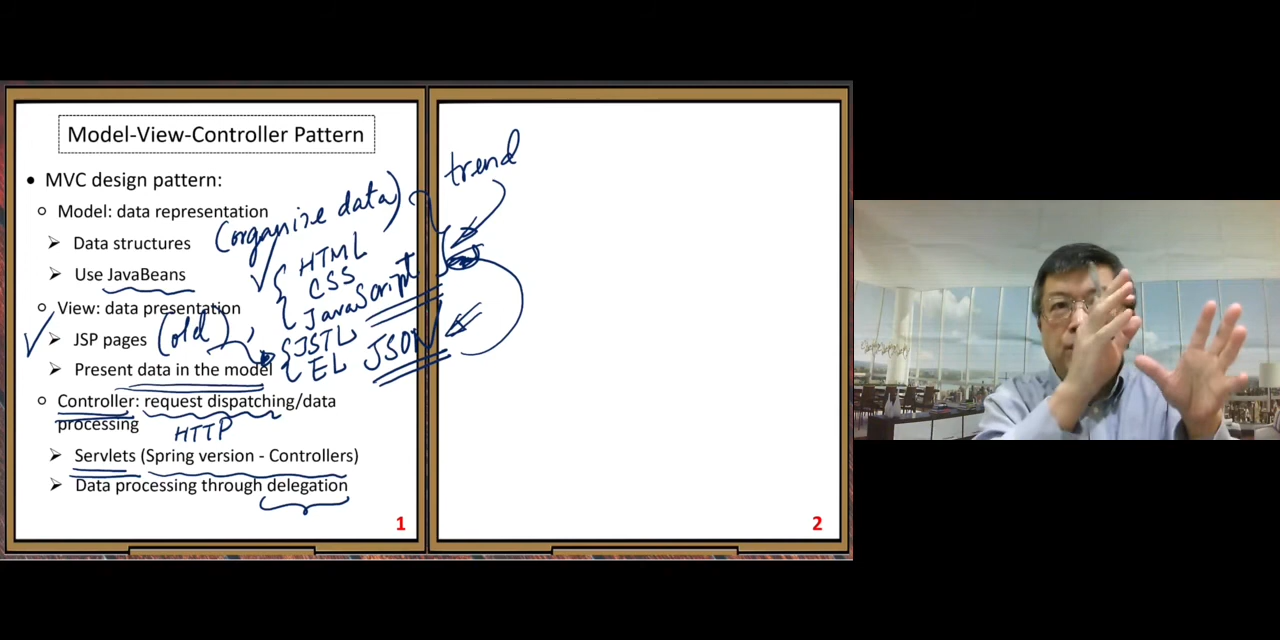 Model-View-Controller Pattern
trend
• MVC design pattern:
o Model: data representation
(organize data)
➢ Data structures
HTML
➢ Use JavaBeans
CSS
JavaScript
o View: data presentation
(old)
➢ JSP pages
JSTL
JSON
➢ Present data in the model
EL
o Controller: request dispatching/data
processing
HTTP
➢ Servlets (Spring version - Controllers)
➢ Data processing through delegation
1
2